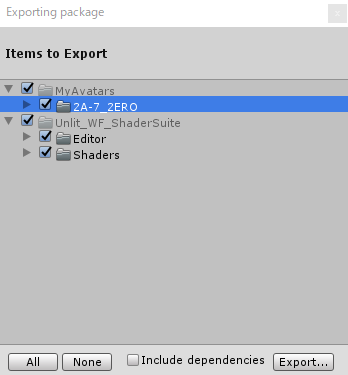 Exporting package
x
Items to Export
MyAvatars
2A-7_2ERO
Unlit_WF_ShaderSuite
Editor
Shaders
All None Include dependencies Export...